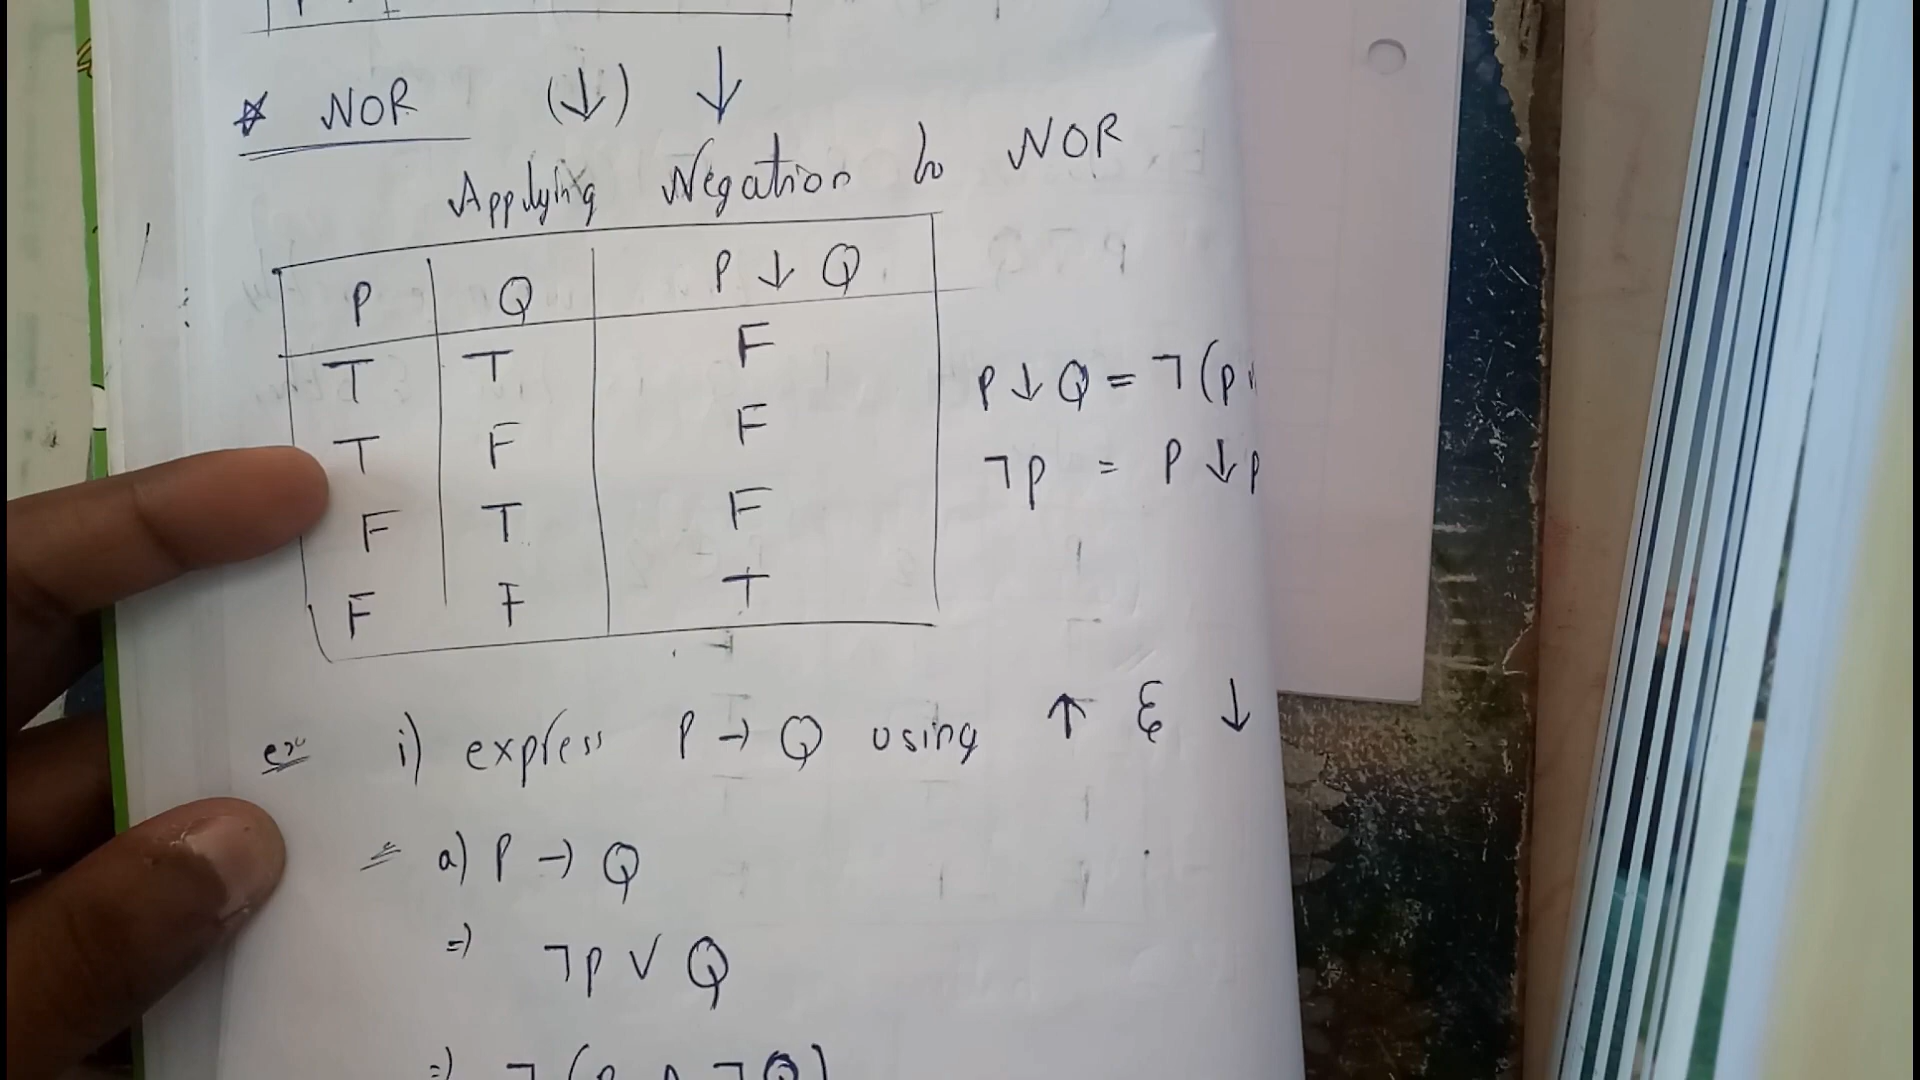 ☆ NOR (↓) ↓
Applying Negation to NOR
P Q P ↓ Q
T T F
T F F
F T F
F F T
P ↓ Q = ¬(P
¬P = P ↓ P
ex i) express P → Q using ↑ & ↓
a) P → Q
⇒ ¬P ∨ Q
⇒ ¬(P ∧ ¬Q)